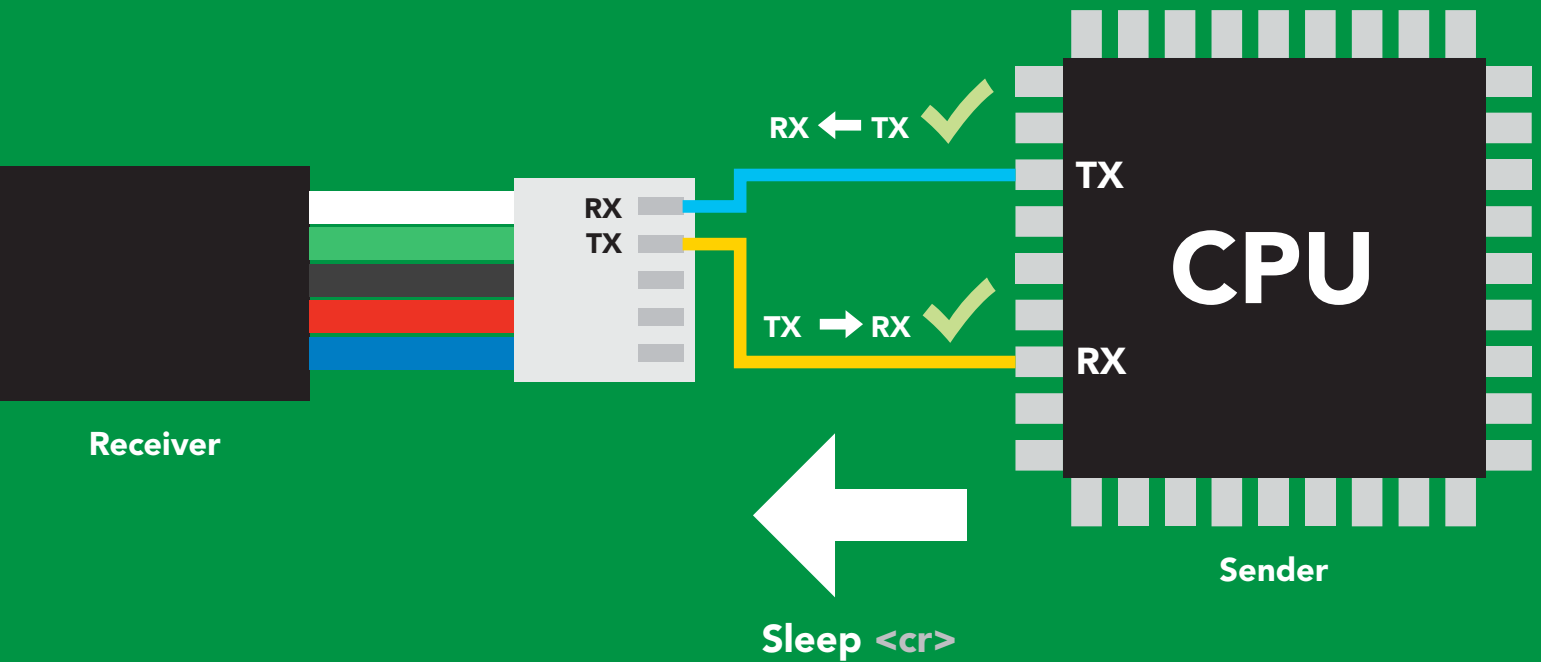 RX TX
TX
RX
TX
CPU
TX RX
RX
Receiver
Sender
Sleep <cr>